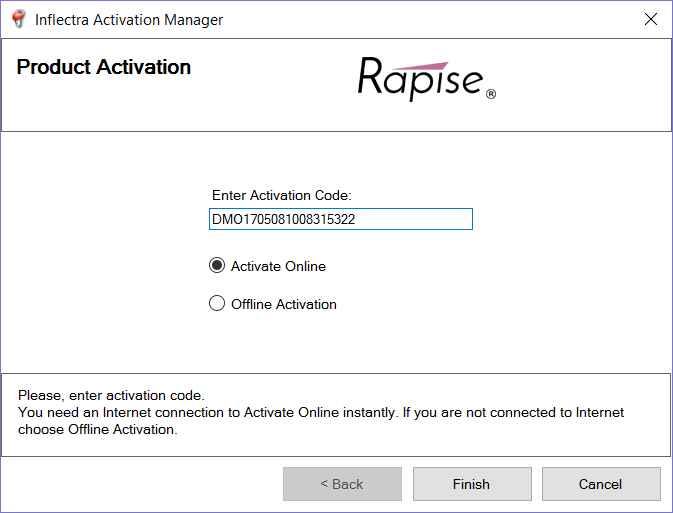 Inflectra Activation Manager
Product Activation
Rapise®
Enter Activation Code:
DMO1705081008315322
Activate Online
Offline Activation
Please, enter activation code.
You need an Internet connection to Activate Online instantly. If you are not connected to Internet
choose Offline Activation.
< Back
Finish
Cancel